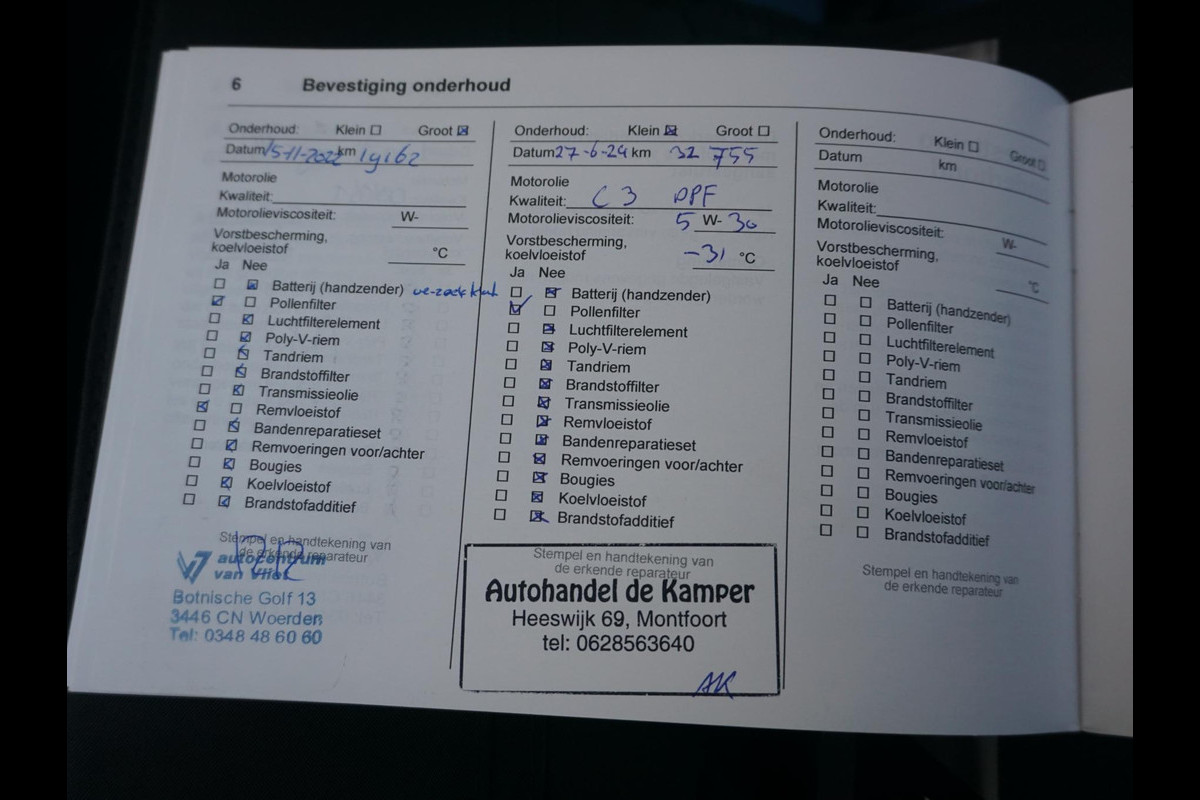 6 Bevestiging onderhoud
Onderhoud: Klein ☐ Groot ☒
Datum 15-11-2022 km 19162
Motorolie
Kwaliteit:
Motorolieviscositeit: W-
Vorstbescherming,
koelvloeistof °C
Ja Nee
☐ ☒ Batterij (handzender)
☒ ☐ Pollenfilter
☐ ☒ Luchtfilterelement
☐ ☒ Poly-V-riem
☐ ☒ Tandriem
☐ ☒ Brandstoffilter
☐ ☒ Transmissieolie
☒ ☐ Remvloeistof
☐ ☒ Bandenreparatieset
☐ ☒ Remvoeringen voor/achter
☐ ☒ Bougies
☐ ☒ Koelvloeistof
☐ ☒ Brandstofadditief
Stempel en handtekening van
de erkende reparateur
autocentrum
van Vliet
Botnische Golf 13
3446 CN Woerden
Tel: 0348 48 60 60
Onderhoud: Klein ☒ Groot ☐
Datum 27-6-24 km 32 755
Motorolie
Kwaliteit: C3 DPF
Motorolieviscositeit: 5 W- 30
Vorstbescherming,
koelvloeistof -31 °C
Ja Nee
☐ ☒ Batterij (handzender)
☒ ☐ Pollenfilter
☐ ☒ Luchtfilterelement
☐ ☒ Poly-V-riem
☐ ☒ Tandriem
☐ ☒ Brandstoffilter
☐ ☒ Transmissieolie
☐ ☒ Remvloeistof
☐ ☒ Bandenreparatieset
☐ ☒ Remvoeringen voor/achter
☐ ☒ Bougies
☐ ☒ Koelvloeistof
☐ ☒ Brandstofadditief
Stempel en handtekening van
de erkende reparateur
Autohandel de Kamper
Heeswijk 69, Montfoort
tel: 0628563640
AK
Onderhoud: Klein ☐ Groot ☐
Datum km
Motorolie
Kwaliteit:
Motorolieviscositeit: W-
Vorstbescherming,
koelvloeistof °C
Ja Nee
☐ ☐ Batterij (handzender)
☐ ☐ Pollenfilter
☐ ☐ Luchtfilterelement
☐ ☐ Poly-V-riem
☐ ☐ Tandriem
☐ ☐ Brandstoffilter
☐ ☐ Transmissieolie
☐ ☐ Remvloeistof
☐ ☐ Bandenreparatieset
☐ ☐ Remvoeringen voor/achter
☐ ☐ Bougies
☐ ☐ Koelvloeistof
☐ ☐ Brandstofadditief
Stempel en handtekening van
de erkende reparateur